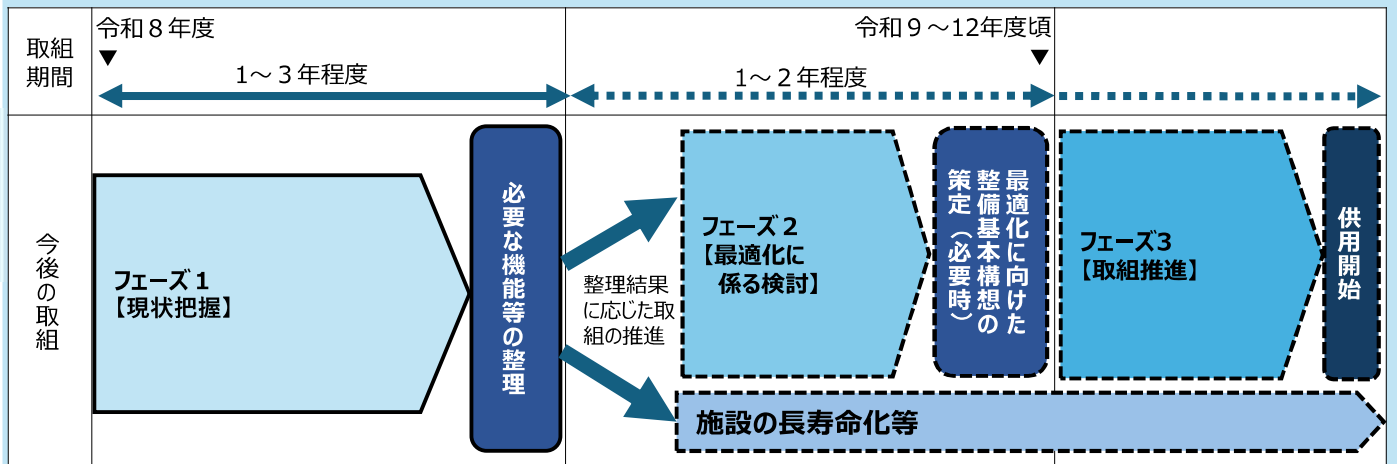 取組
期間
令和８年度
▼
1～３年程度
令和９～12年度頃
▼
1～２年程度
今後の取組
フェーズ１
【現状把握】
必要な機能等の整理
整理結果
に応じた取
組の推進
フェーズ２
【最適化に
係る検討】
最適化に向けた
整備基本構想の
策定（必要時）
フェーズ3
【取組推進】
供用開始
施設の長寿命化等